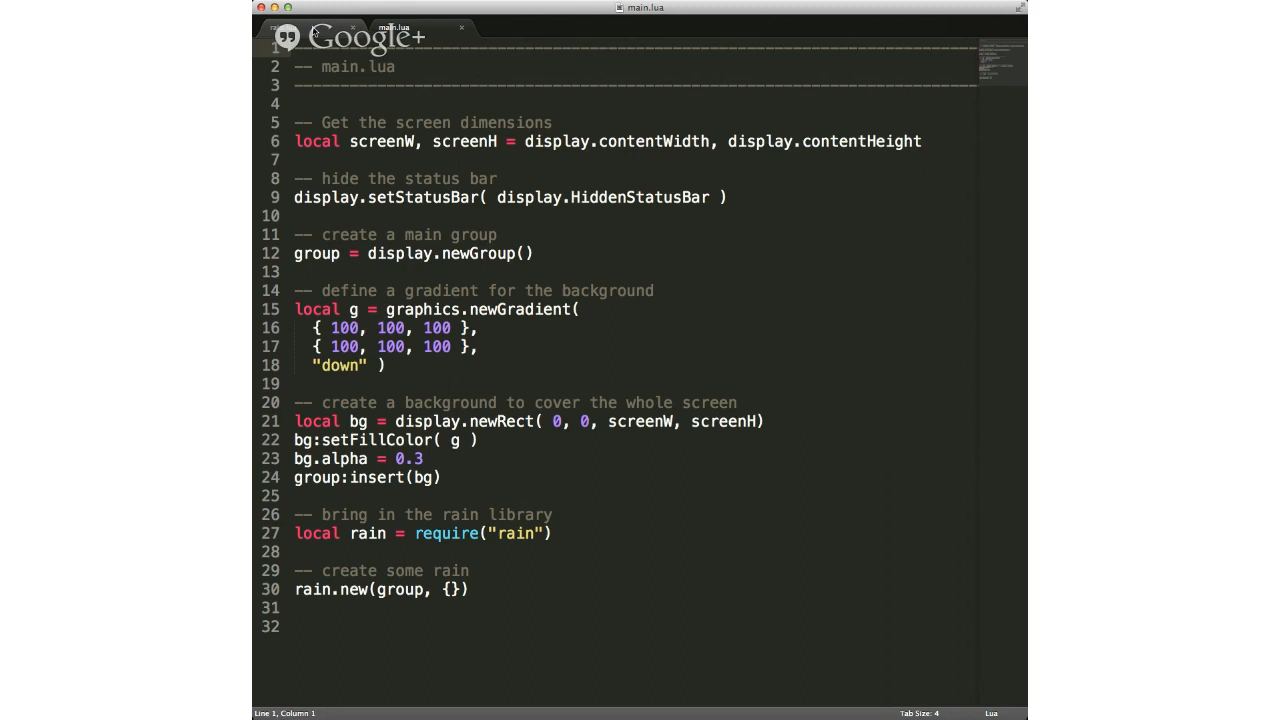 main.lua
main.lua
Google+
1 --------------------------------------------------------------------------
2 -- main.lua
3 --------------------------------------------------------------------------
4
5 -- Get the screen dimensions
6 local screenW, screenH = display.contentWidth, display.contentHeight
7
8 -- hide the status bar
9 display.setStatusBar( display.HiddenStatusBar )
10
11 -- create a main group
12 group = display.newGroup()
13
14 -- define a gradient for the background
15 local g = graphics.newGradient(
16 { 100, 100, 100 },
17 { 100, 100, 100 },
18 "down" )
19
20 -- create a background to cover the whole screen
21 local bg = display.newRect( 0, 0, screenW, screenH)
22 bg:setFillColor( g )
23 bg.alpha = 0.3
24 group:insert(bg)
25
26 -- bring in the rain library
27 local rain = require("rain")
28
29 -- create some rain
30 rain.new(group, {})
31
32
Line 1, Column 1 Tab Size: 4 Lua